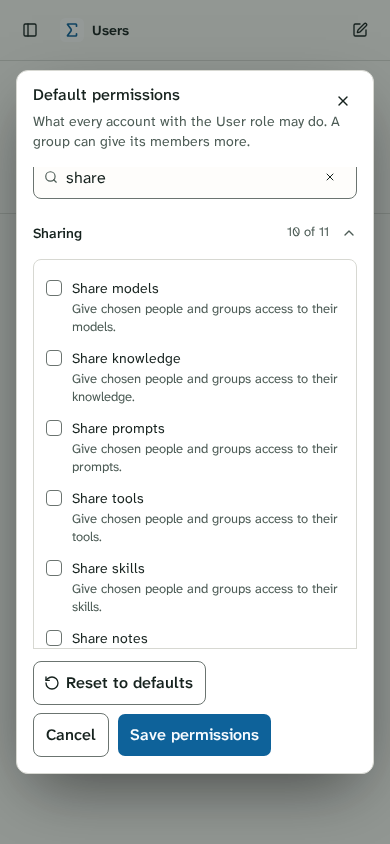 Users
Default permissions
What every account with the User role may do. A
group can give its members more.
share
Sharing
10 of 11
Share models
Give chosen people and groups access to their
models.
Share knowledge
Give chosen people and groups access to their
knowledge.
Share prompts
Give chosen people and groups access to their
prompts.
Share tools
Give chosen people and groups access to their
tools.
Share skills
Give chosen people and groups access to their
skills.
Share notes
Reset to defaults
Cancel
Save permissions